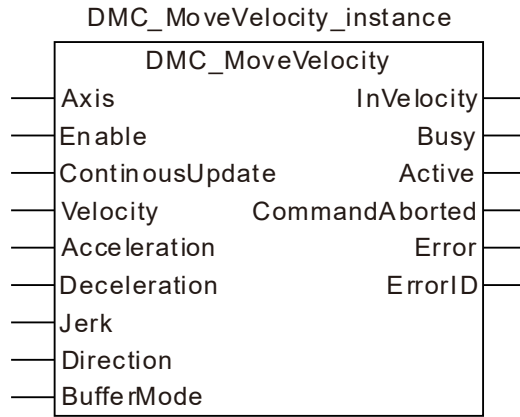 DMC_MoveVelocity_instance
DMC_MoveVelocity
Axis InVelocity
Enable Busy
ContinousUpdate Active
Velocity CommandAborted
Acceleration Error
Deceleration ErrorID
Jerk
Direction
BufferMode